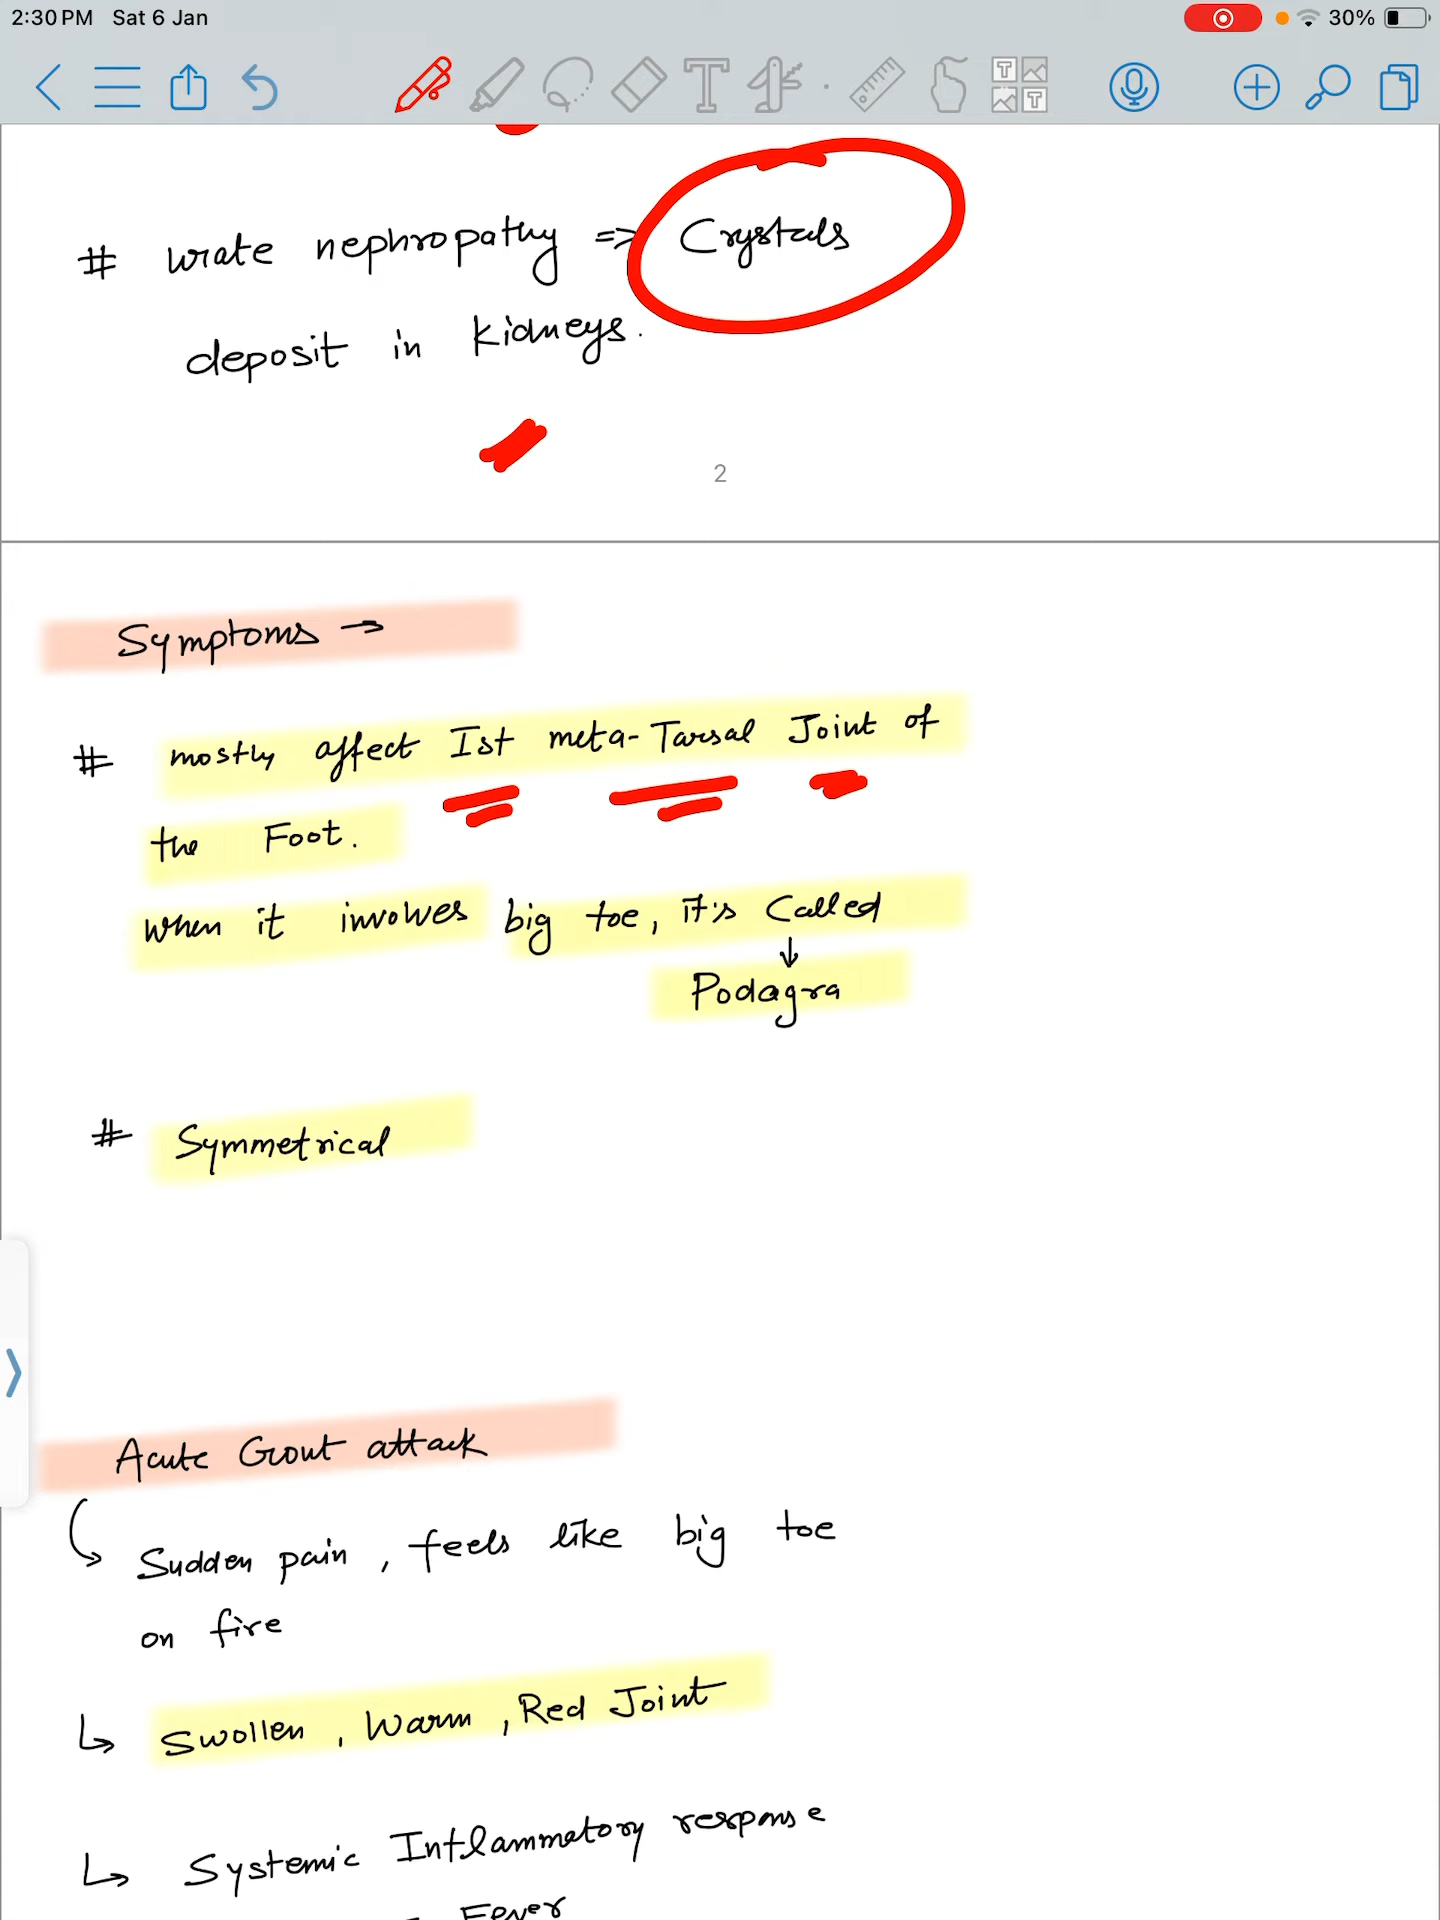 2:30 PM Sat 6 Jan 30%
# urate nephropathy => Crystals
deposit in kidneys.
2
Symptoms →
# mostly affect Ist meta-Tarsal Joint of
the Foot.
When it involves big toe, it's Called
↓
Podagra
# Symmetrical
Acute Gout attack
Sudden pain, feels like big toe
on fire
↳ Swollen, Warm, Red Joint
↳ Systemic Inflammatory response
Fever